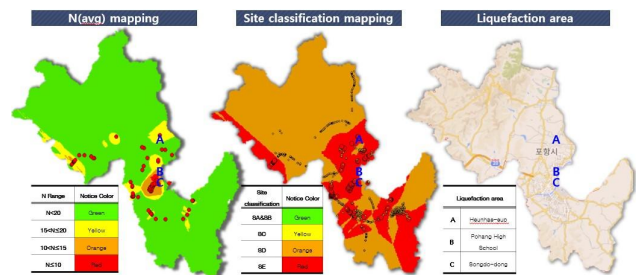 N(avg) mapping
Site classification mapping
Liquefaction area
A
B
C
A
B
C
A
포항시
B
C
N Range Notice Color
N<20 Green
15<N≤20 Yellow
10<N≤15 Orange
N≤10 Red
Site classification Notice Color
SA&SB Green
SC Yellow
SD Orange
SE Red
Liquefaction area
A Heunhae-eup
B Pohang High School
C Songdo-dong